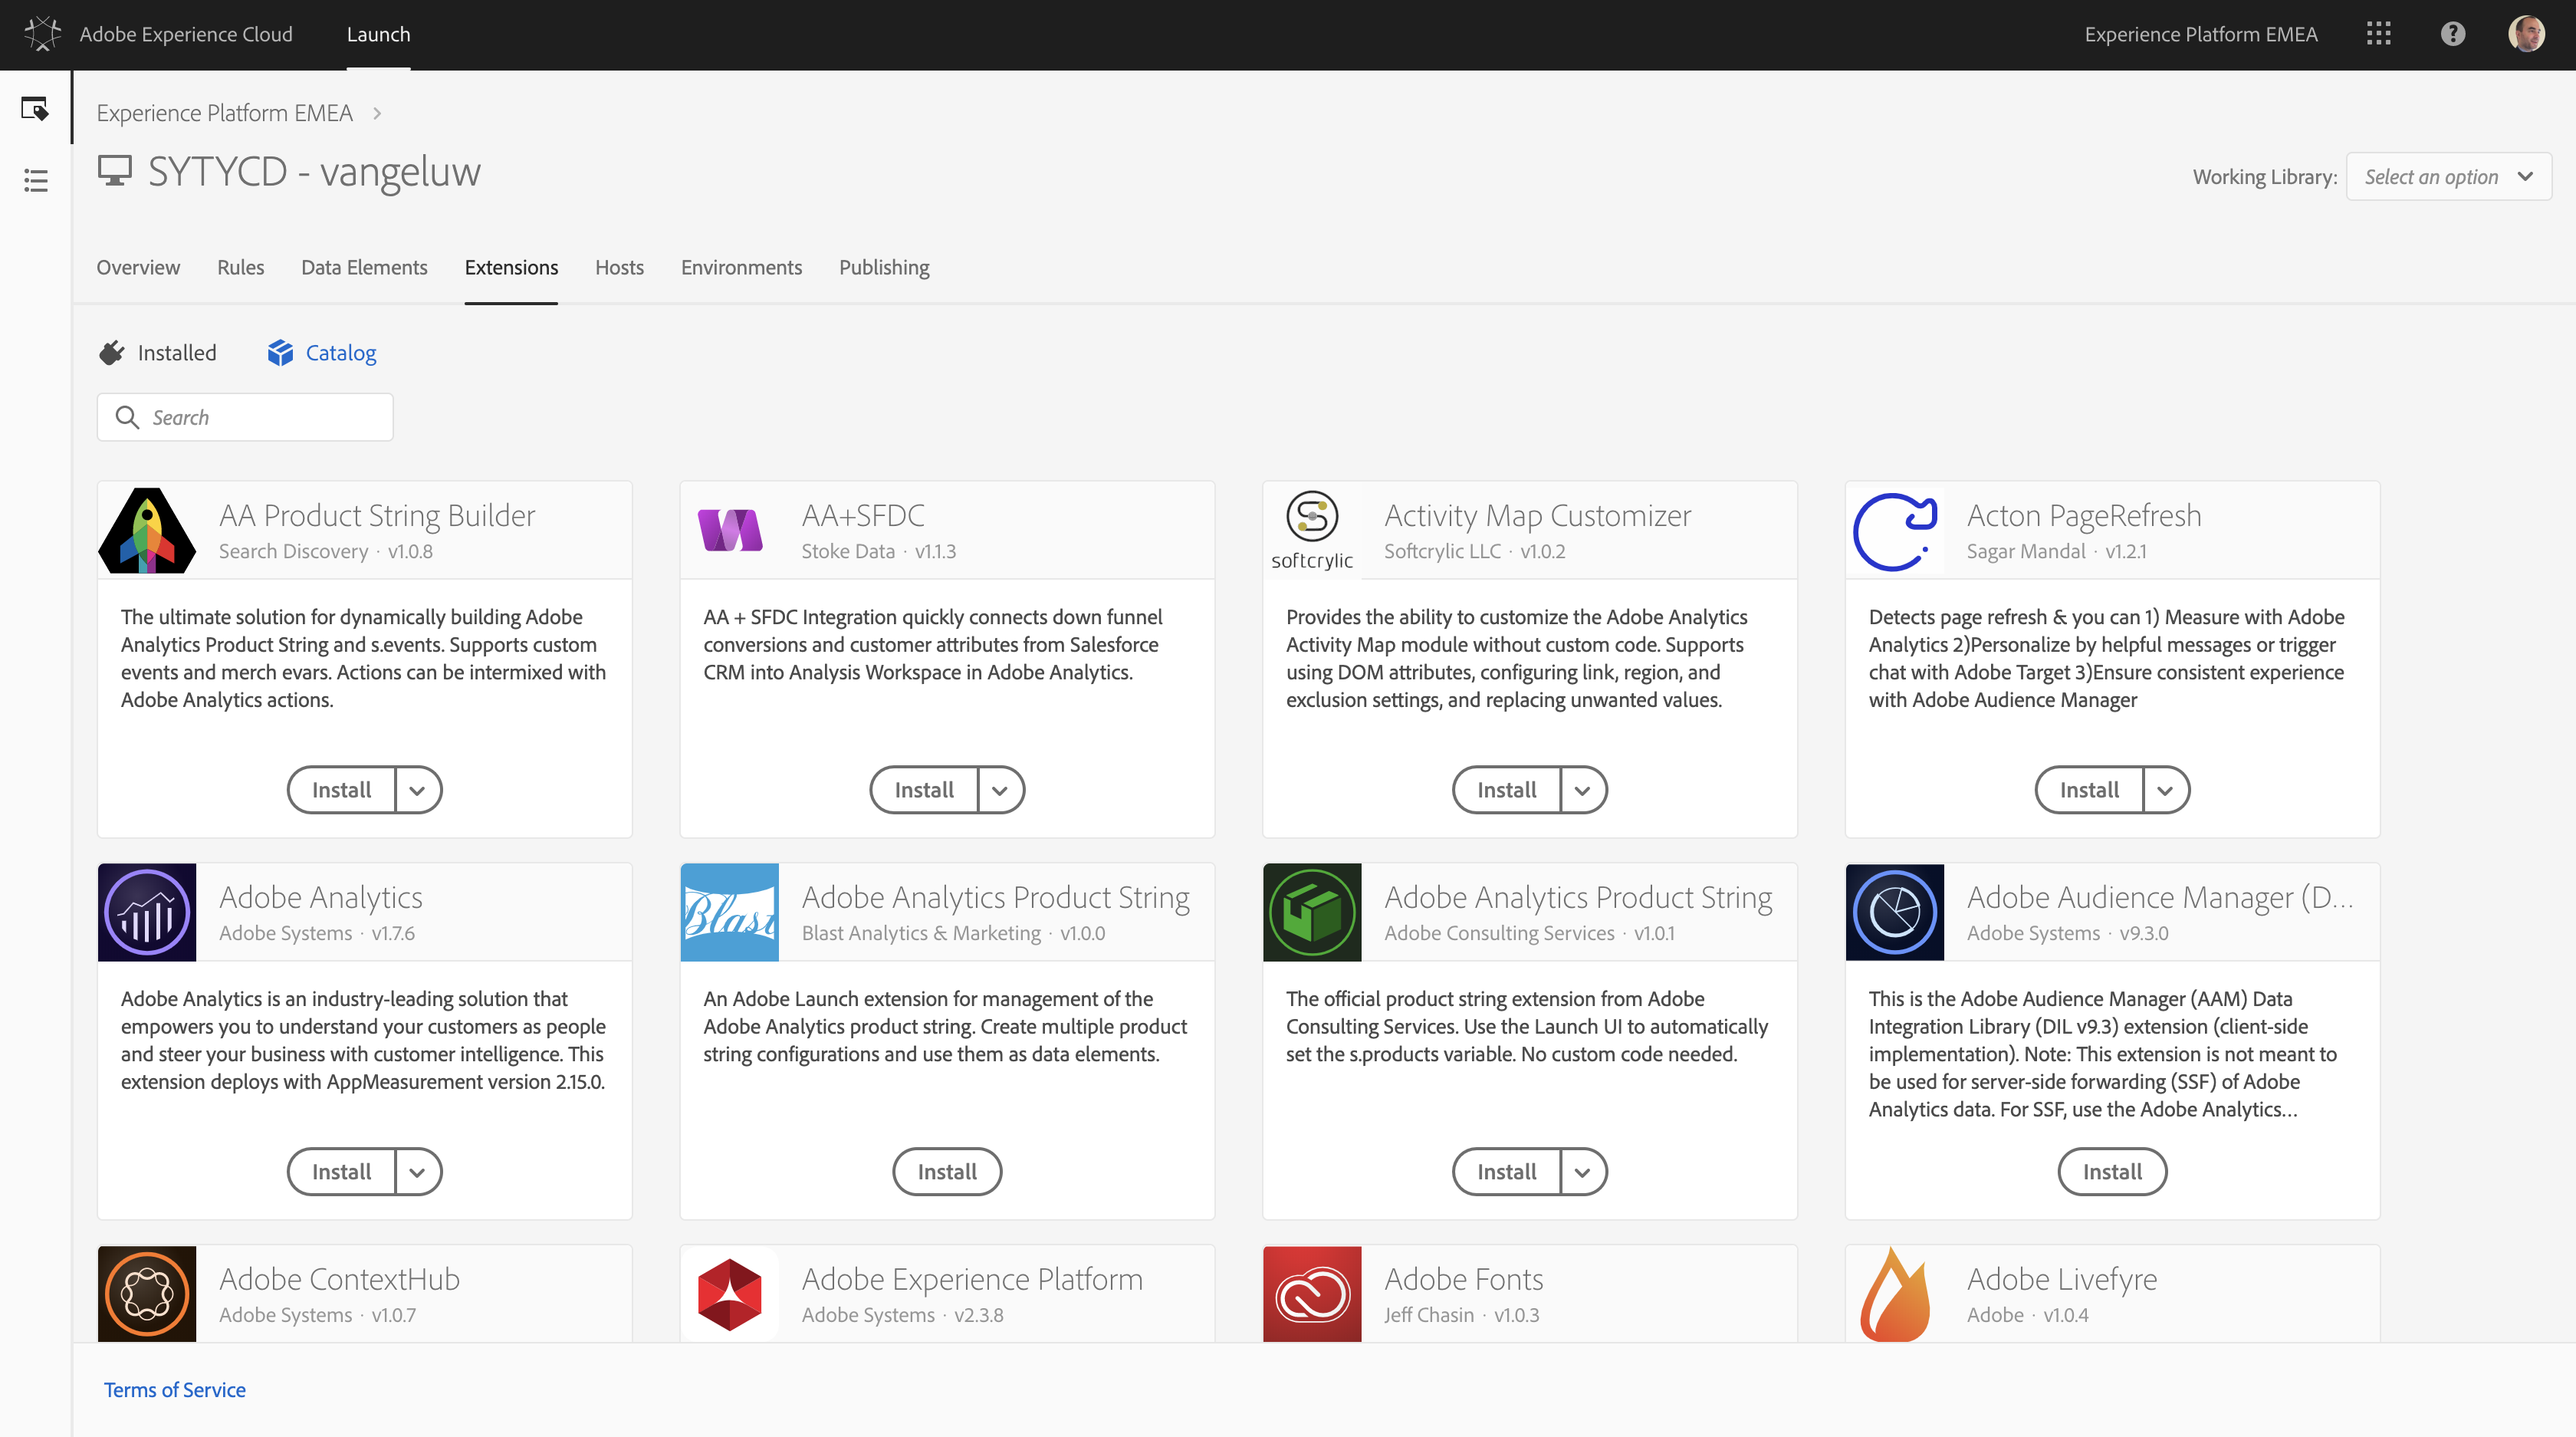 Adobe Experience Cloud
Launch
Experience Platform EMEA
?
Experience Platform EMEA
SYTYCD - vangeluw
Working Library:
Select an option
Overview
Rules
Data Elements
Extensions
Hosts
Environments
Publishing
Installed
Catalog
Search
AA Product String Builder
Search Discovery · v1.0.8
The ultimate solution for dynamically building Adobe
Analytics Product String and s.events. Supports custom
events and merch evars. Actions can be intermixed with
Adobe Analytics actions.
Install
AA+SFDC
Stoke Data · v1.1.3
AA + SFDC Integration quickly connects down funnel
conversions and customer attributes from Salesforce
CRM into Analysis Workspace in Adobe Analytics.
Install
softcrylic
Activity Map Customizer
Softcrylic LLC · v1.0.2
Provides the ability to customize the Adobe Analytics
Activity Map module without custom code. Supports
using DOM attributes, configuring link, region, and
exclusion settings, and replacing unwanted values.
Install
Acton PageRefresh
Sagar Mandal · v1.2.1
Detects page refresh & you can 1) Measure with Adobe
Analytics 2)Personalize by helpful messages or trigger
chat with Adobe Target 3)Ensure consistent experience
with Adobe Audience Manager
Install
Adobe Analytics
Adobe Systems · v1.7.6
Adobe Analytics is an industry-leading solution that
empowers you to understand your customers as people
and steer your business with customer intelligence. This
extension deploys with AppMeasurement version 2.15.0.
Install
Blast
Adobe Analytics Product String
Blast Analytics & Marketing · v1.0.0
An Adobe Launch extension for management of the
Adobe Analytics product string. Create multiple product
string configurations and use them as data elements.
Install
Adobe Analytics Product String
Adobe Consulting Services · v1.0.1
The official product string extension from Adobe
Consulting Services. Use the Launch UI to automatically
set the s.products variable. No custom code needed.
Install
Adobe Audience Manager (D...
Adobe Systems · v9.3.0
This is the Adobe Audience Manager (AAM) Data
Integration Library (DIL v9.3) extension (client-side
implementation). Note: This extension is not meant to
be used for server-side forwarding (SSF) of Adobe
Analytics data. For SSF, use the Adobe Analytics...
Install
Adobe ContextHub
Adobe Systems · v1.0.7
Adobe Experience Platform
Adobe Systems · v2.3.8
Adobe Fonts
Jeff Chasin · v1.0.3
Adobe Livefyre
Adobe · v1.0.4
Terms of Service